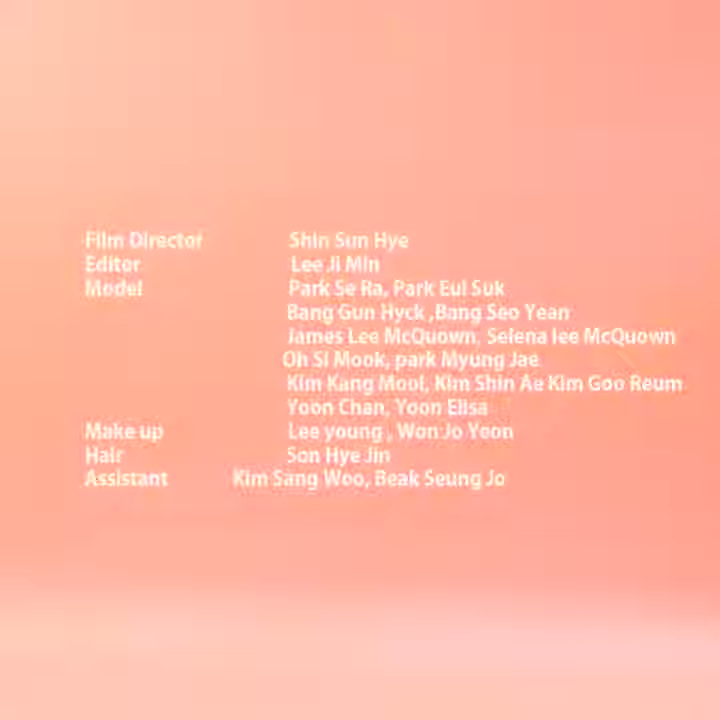 Film Director Shin Sun Hye
Editor Lee Ji Min
Model Park Se Ra, Park Eui Suk
Bang Gun Hyck ,Bang Seo Yean
James Lee McQuown, Selena lee McQuown
Oh Si Mook, park Myung Jae
Kim Kang Mool, Kim Shin Ae Kim Goo Reum
Yoon Chan, Yoon Elisa
Make up Lee young , Won Jo Yeon
Hair Son Hye Jin
Assistant Kim Sang Woo, Beak Seung Jo